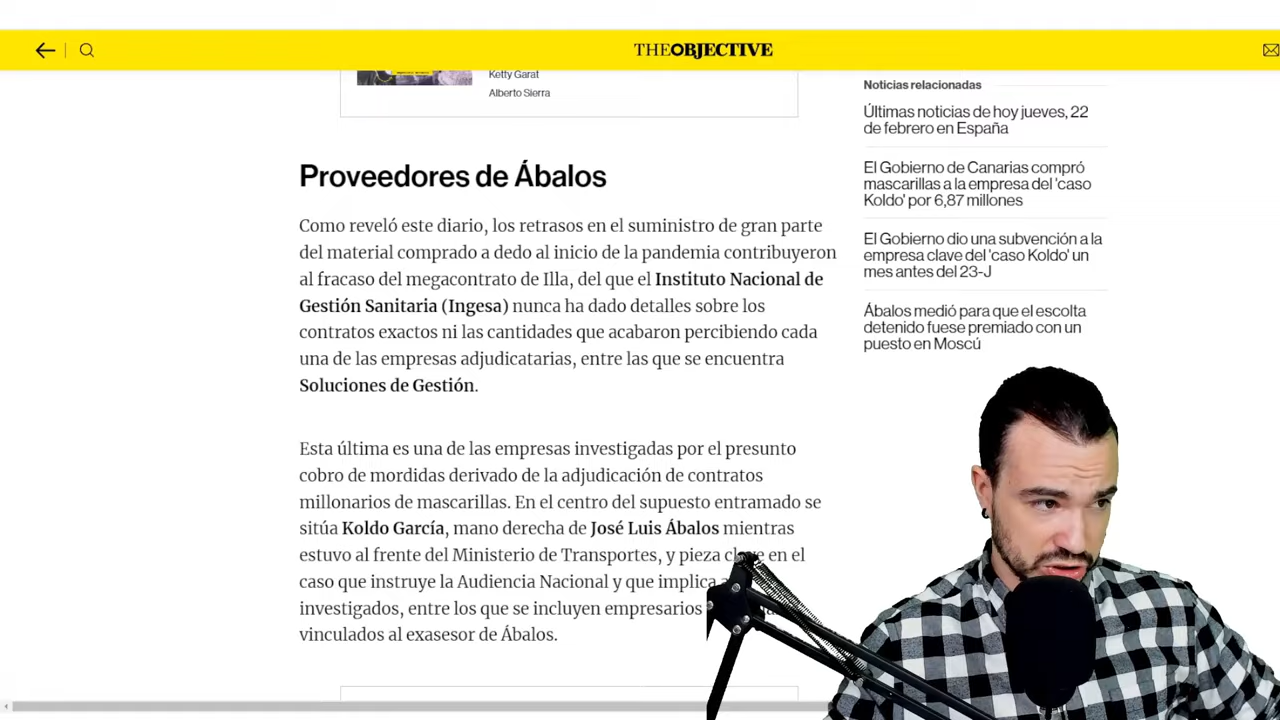 THEOBJECTIVE
Ketty Garat
Alberto Sierra
Proveedores de Ábalos
Como reveló este diario, los retrasos en el suministro de gran parte
del material comprado a dedo al inicio de la pandemia contribuyeron
al fracaso del megacontrato de Illa, del que el Instituto Nacional de
Gestión Sanitaria (Ingesa) nunca ha dado detalles sobre los
contratos exactos ni las cantidades que acabaron percibiendo cada
una de las empresas adjudicatarias, entre las que se encuentra
Soluciones de Gestión.
Esta última es una de las empresas investigadas por el presunto
cobro de mordidas derivado de la adjudicación de contratos
millonarios de mascarillas. En el centro del supuesto entramado se
sitúa Koldo García, mano derecha de José Luis Ábalos mientras
estuvo al frente del Ministerio de Transportes, y pieza clave en el
caso que instruye la Audiencia Nacional y que implica
investigados, entre los que se incluyen empresarios
vinculados al exasesor de Ábalos.
Noticias relacionadas
Últimas noticias de hoy jueves, 22
de febrero en España
El Gobierno de Canarias compró
mascarillas a la empresa del 'caso
Koldo' por 6,87 millones
El Gobierno dio una subvención a la
empresa clave del 'caso Koldo' un
mes antes del 23-J
Ábalos medió para que el escolta
detenido fuese premiado con un
puesto en Moscú